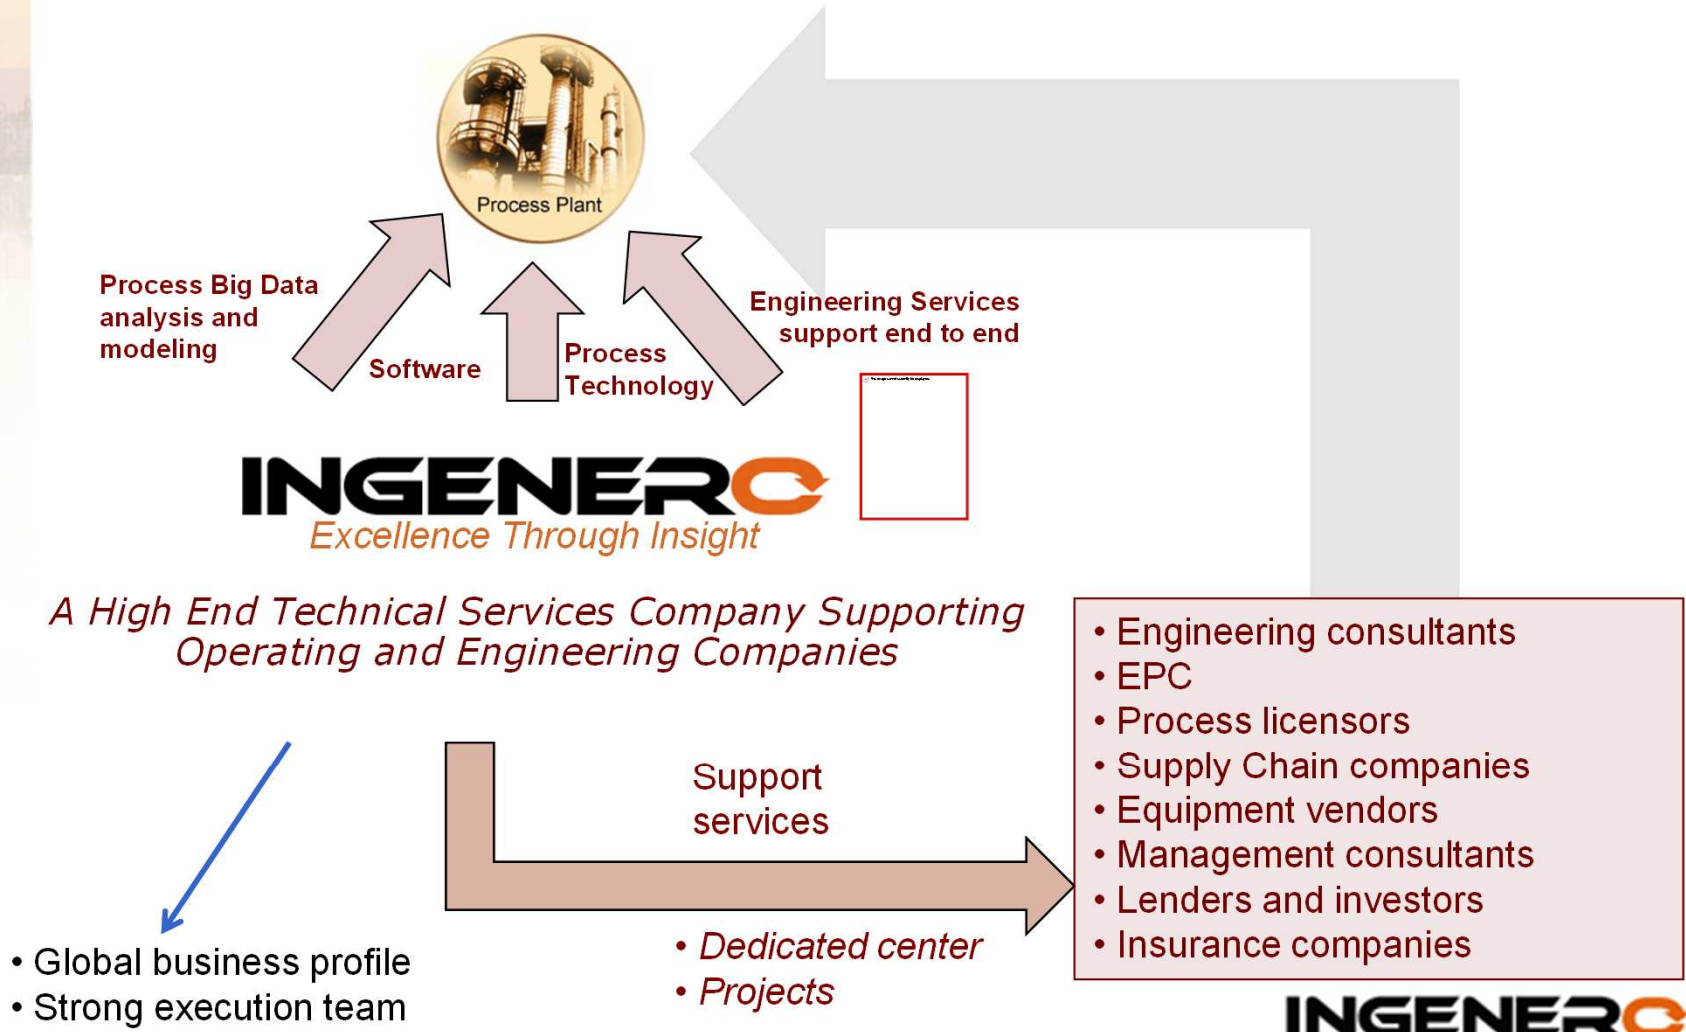 Process Plant
Process Big Data
analysis and
modeling
Software
Process
Technology
Engineering Services
support end to end
INGENERO
Excellence Through Insight
A High End Technical Services Company Supporting
Operating and Engineering Companies
Support
services
• Dedicated center
• Projects
• Engineering consultants
• EPC
• Process licensors
• Supply Chain companies
• Equipment vendors
• Management consultants
• Lenders and investors
• Insurance companies
• Global business profile
• Strong execution team
INGENERO